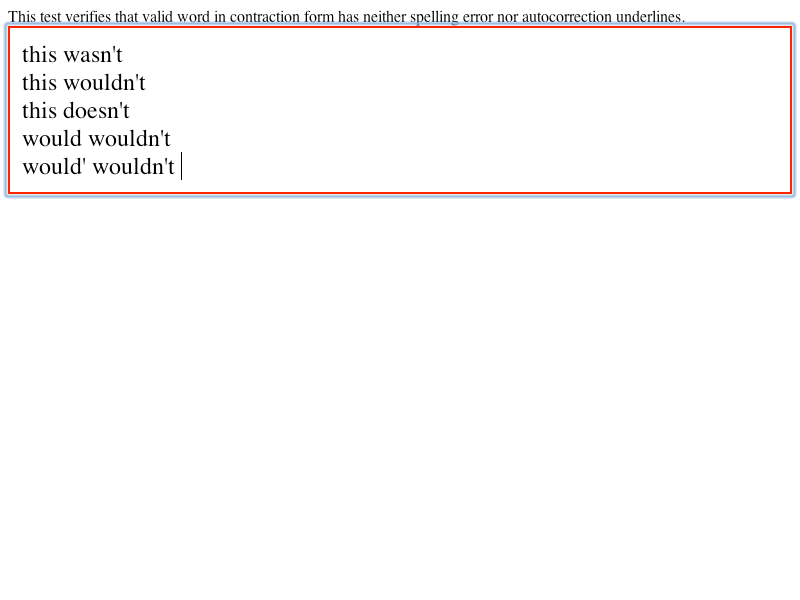 This test verifies that valid word in contraction form has neither spelling error nor autocorrection underlines.
this wasn't
this wouldn't
this doesn't
would wouldn't
would' wouldn't